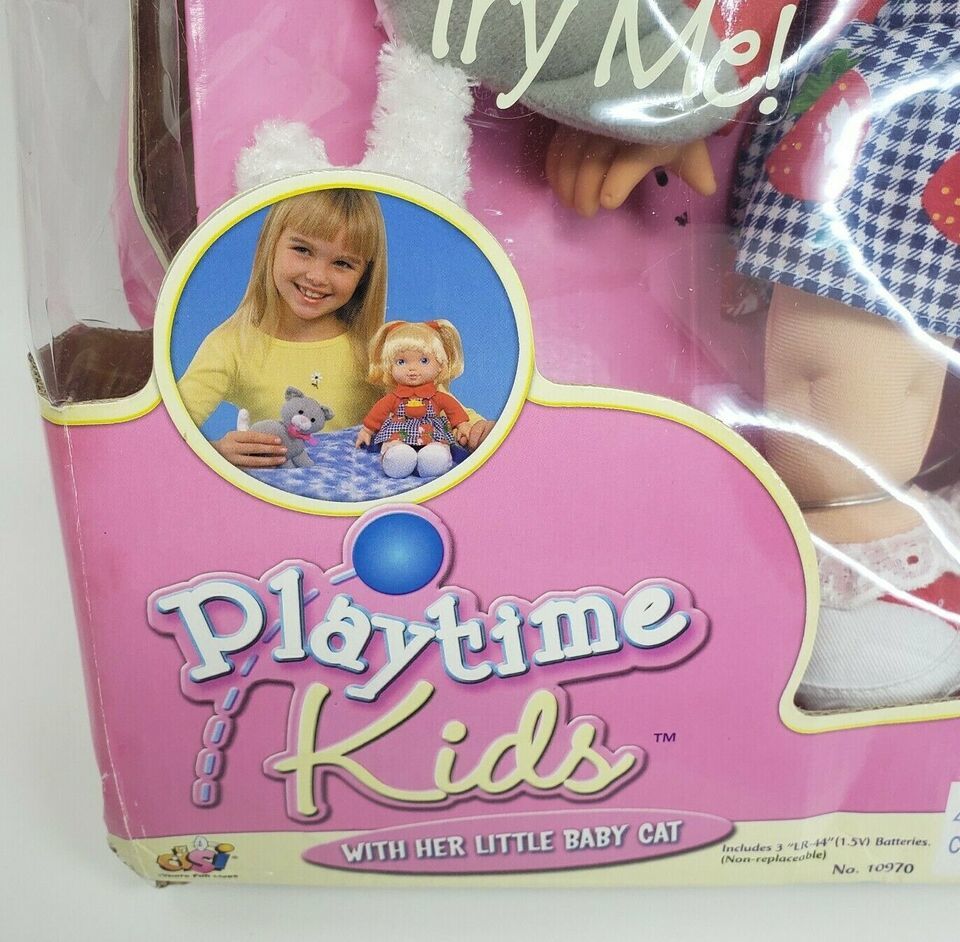 Try Me!
Playtime
Kids
TM
WITH HER LITTLE BABY CAT
Includes 3 "LR-44" (1.5V) Batteries.
(Non-replaceable)
No. 10970